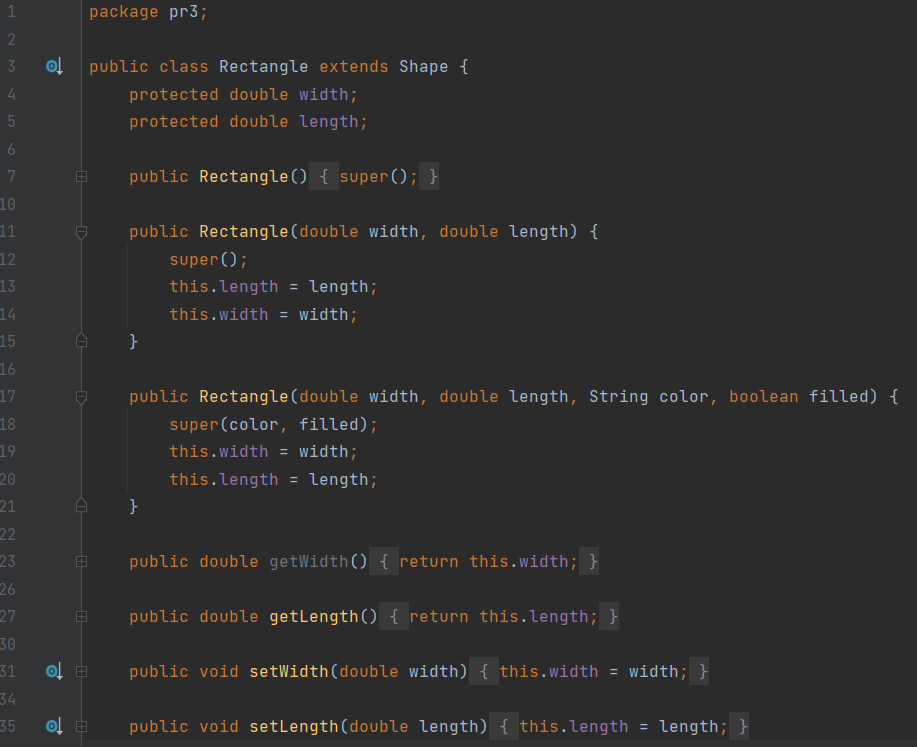 1 package pr3;
2
3 public class Rectangle extends Shape {
4 protected double width;
5 protected double length;
6
7 public Rectangle() { super(); }
10
11 public Rectangle(double width, double length) {
12 super();
13 this.length = length;
14 this.width = width;
15 }
16
17 public Rectangle(double width, double length, String color, boolean filled) {
18 super(color, filled);
19 this.width = width;
20 this.length = length;
21 }
22
23 public double getWidth() { return this.width; }
26
27 public double getLength() { return this.length; }
30
31 public void setWidth(double width) { this.width = width; }
34
35 public void setLength(double length) { this.length = length; }